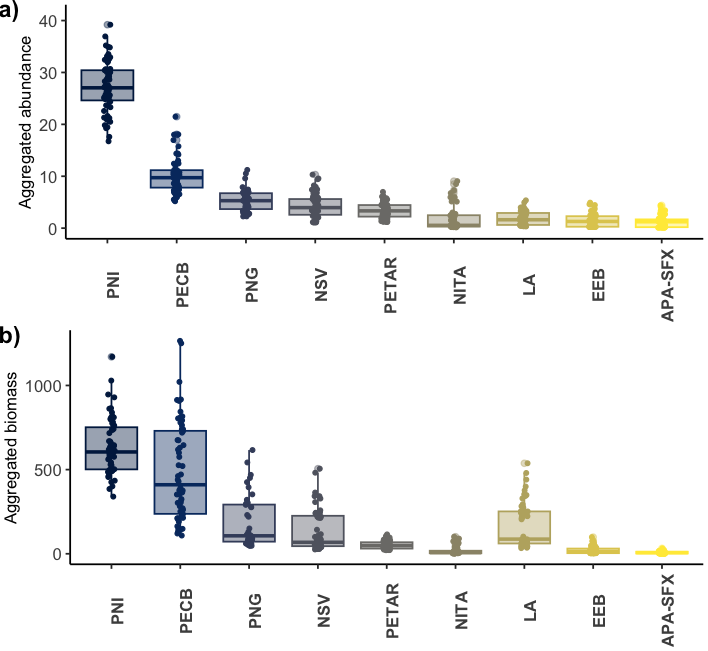 a)
Aggregated abundance
40
30
20
10
0
PNI
PECB
PNG
NSV
PETAR
NITA
LA
EEB
APA-SFX
b)
Aggregated biomass
1000
500
0
PNI
PECB
PNG
NSV
PETAR
NITA
LA
EEB
APA-SFX